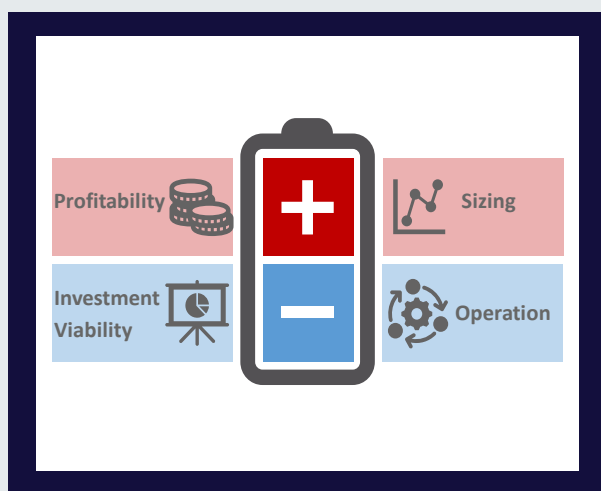 Profitability
Sizing
Investment
Viability
Operation